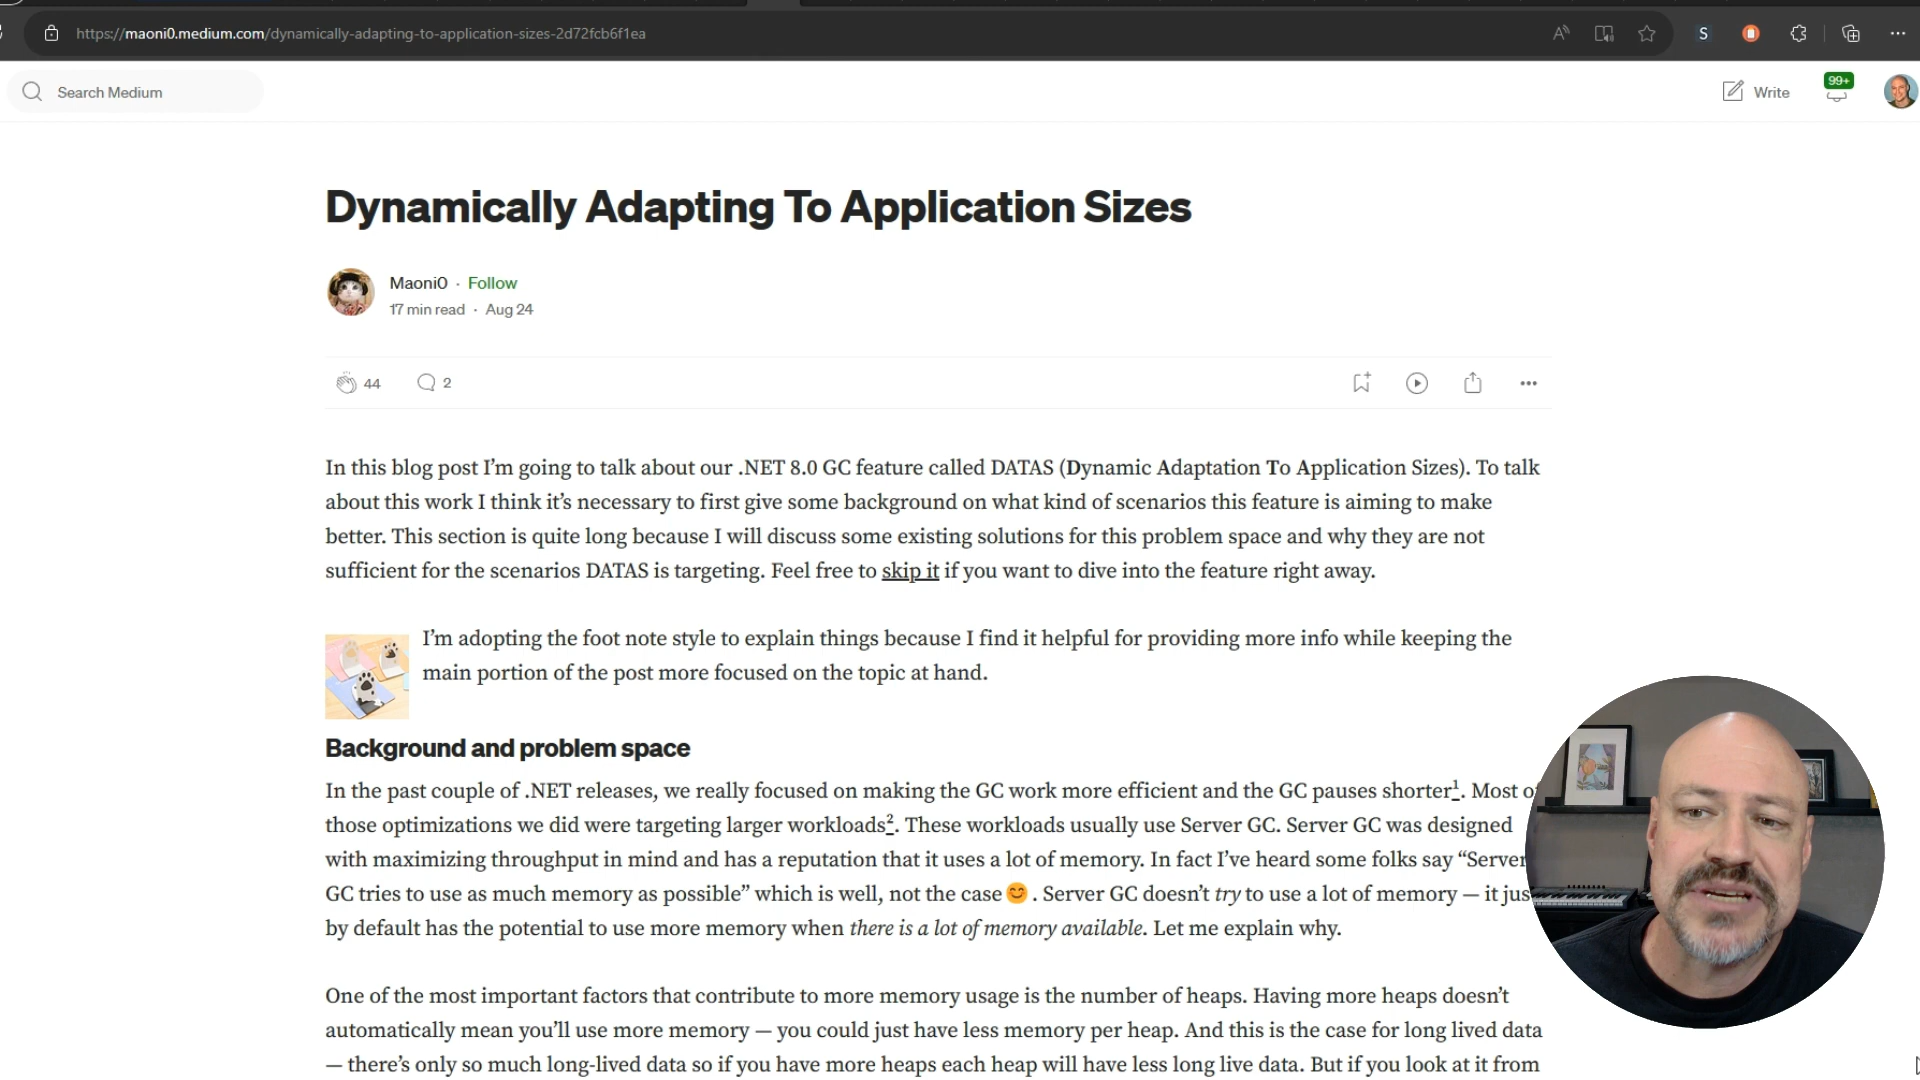 https://maoni0.medium.com/dynamically-adapting-to-application-sizes-2d72fcb6f1ea
S
Search Medium
Write
99+
Dynamically Adapting To Application Sizes
Maoni0 · Follow
17 min read · Aug 24
44
2
In this blog post I’m going to talk about our .NET 8.0 GC feature called DATAS (Dynamic Adaptation To Application Sizes). To talk
about this work I think it’s necessary to first give some background on what kind of scenarios this feature is aiming to make
better. This section is quite long because I will discuss some existing solutions for this problem space and why they are not
sufficient for the scenarios DATAS is targeting. Feel free to skip it if you want to dive into the feature right away.
I’m adopting the foot note style to explain things because I find it helpful for providing more info while keeping the
main portion of the post more focused on the topic at hand.
Background and problem space
In the past couple of .NET releases, we really focused on making the GC work more efficient and the GC pauses shorter¹. Most
those optimizations we did were targeting larger workloads². These workloads usually use Server GC. Server GC was designed
with maximizing throughput in mind and has a reputation that it uses a lot of memory. In fact I’ve heard some folks say “Server
GC tries to use as much memory as possible” which is well, not the case😊. Server GC doesn’t try to use a lot of memory — it
by default has the potential to use more memory when there is a lot of memory available. Let me explain why.
One of the most important factors that contribute to more memory usage is the number of heaps. Having more heaps doesn’t
automatically mean you’ll use more memory — you could just have less memory per heap. And this is the case for long lived data
— there’s only so much long-lived data so if you have more heaps each heap will have less long live data. But if you look at it from